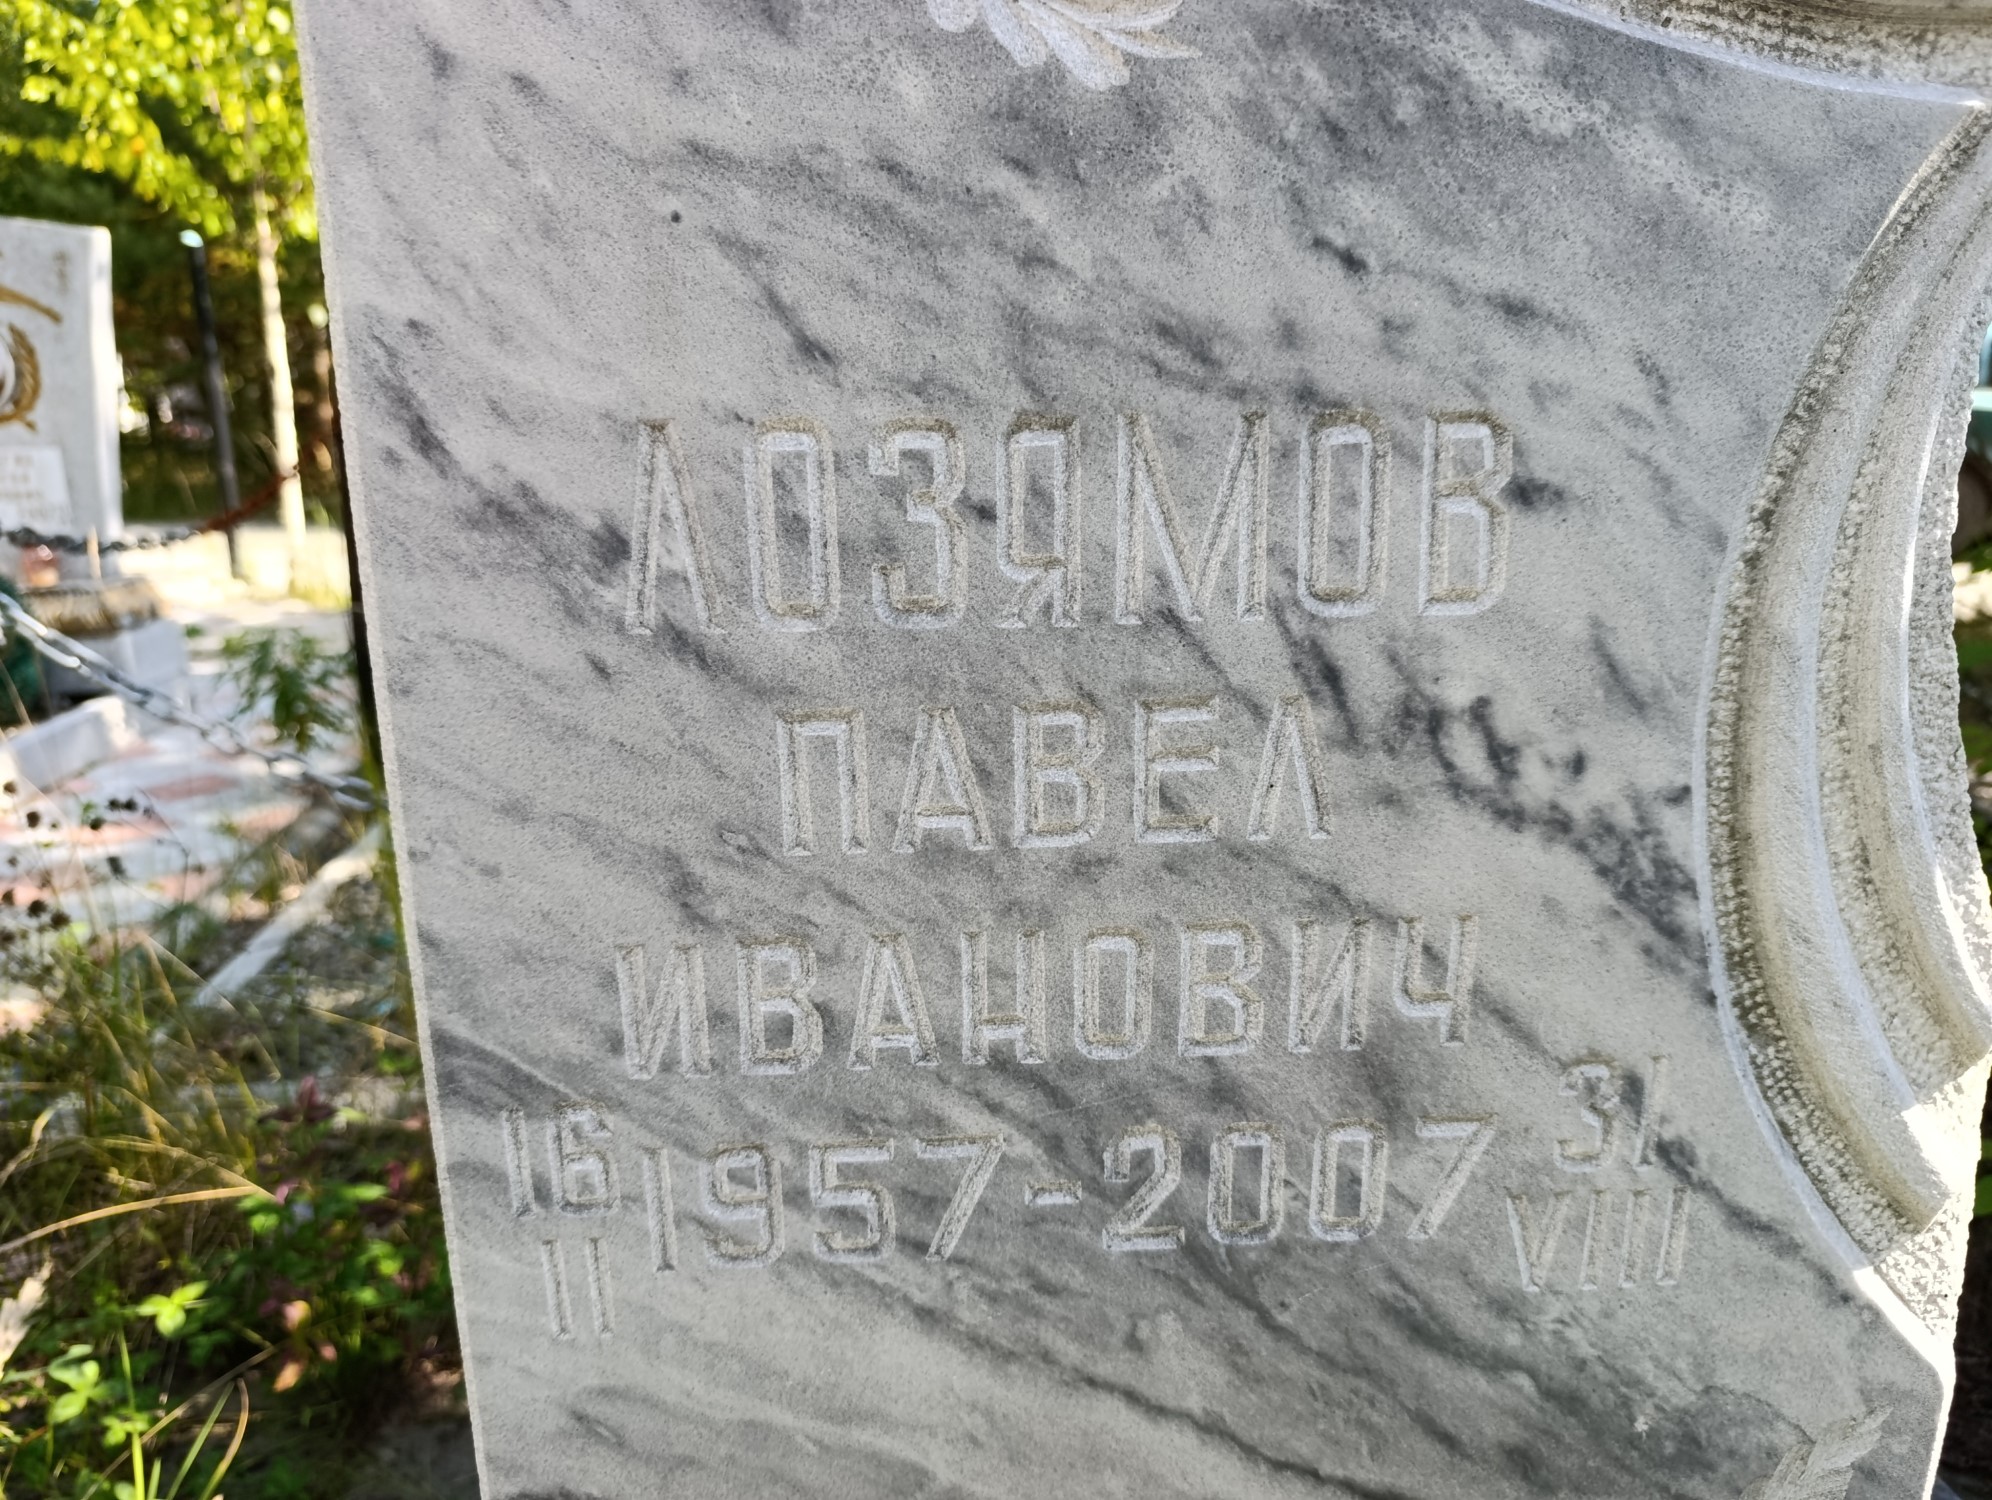 ЛОЗЯМОВ
ПАВЕЛ
ИВАНОВИЧ
16 31
1957-2007
II VIII